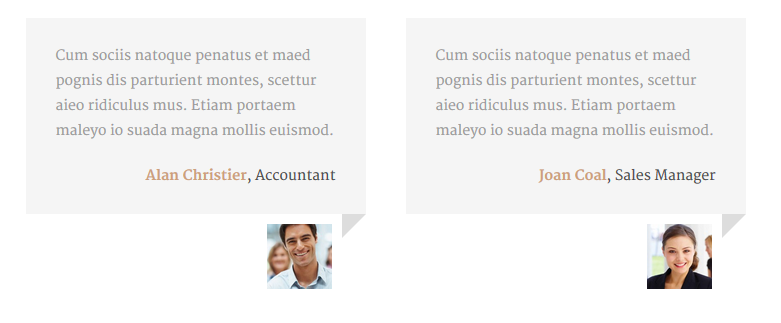 Cum sociis natoque penatus et maed
pognis dis parturient montes, scettur
aieo ridiculus mus. Etiam portaem
maleyo io suada magna mollis euismod.
Alan Christier, Accountant
Cum sociis natoque penatus et maed
pognis dis parturient montes, scettur
aieo ridiculus mus. Etiam portaem
maleyo io suada magna mollis euismod.
Joan Coal, Sales Manager